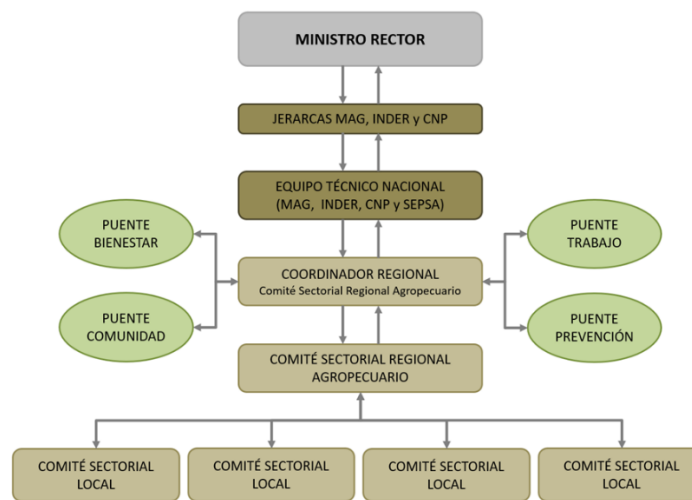 MINISTRO RECTOR
JERARCAS MAG, INDER y CNP
EQUIPO TÉCNICO NACIONAL
(MAG, INDER, CNP y SEPSA)
PUENTE
BIENESTAR
PUENTE
TRABAJO
COORDINADOR REGIONAL
Comité Sectorial Regional Agropecuario
PUENTE
COMUNIDAD
PUENTE
PREVENCIÓN
COMITÉ SECTORIAL REGIONAL
AGROPECUARIO
COMITÉ SECTORIAL
LOCAL
COMITÉ SECTORIAL
LOCAL
COMITÉ SECTORIAL
LOCAL
COMITÉ SECTORIAL
LOCAL